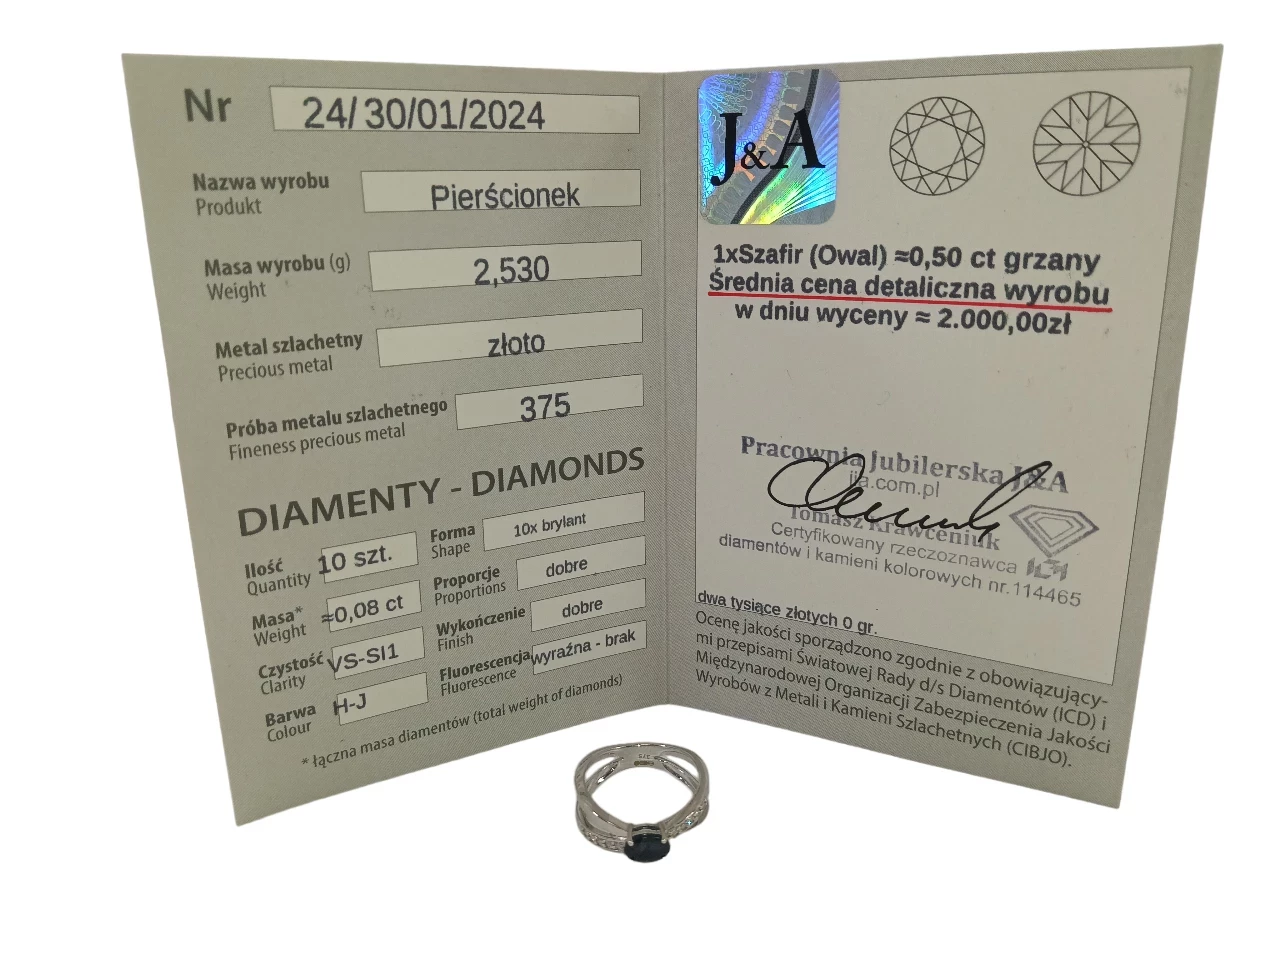 Nr 24/30/01/2024
Nazwa wyrobu
Produkt
Pierścionek
Masa wyrobu (g)
Weight
2,530
Metal szlachetny
Precious metal
złoto
Próba metalu szlachetnego
Fineness precious metal
375
DIAMENTY - DIAMONDS
Ilość
Quantity
10 szt.
Forma
Shape
10x brylant
Masa*
Weight
≈0,08 ct
Proporcje
Proportions
dobre
Czystość
Clarity
VS-SI1
Wykończenie
Finish
dobre
Barwa
Colour
H-J
Fluorescencja
Fluorescence
wyraźna - brak
* łączna masa diamentów (total weight of diamonds)
J&A
1xSzafir (Owal) ≈0,50 ct grzany
Średnia cena detaliczna wyrobu
w dniu wyceny ≈ 2.000,00zł
Pracownia Jubilerska J&A
jja.com.pl
Tomasz Krawceniuk
Certyfikowany rzeczoznawca
diamentów i kamieni kolorowych nr.114465
dwa tysiące złotych 0 gr.
Ocenę jakości sporządzono zgodnie z obowiązujący-
mi przepisami Światowej Rady d/s Diamentów (ICD) i
Międzynarodowej Organizacji Zabezpieczenia Jakości
Wyrobów z Metali i Kamieni Szlachetnych (CIBJO).